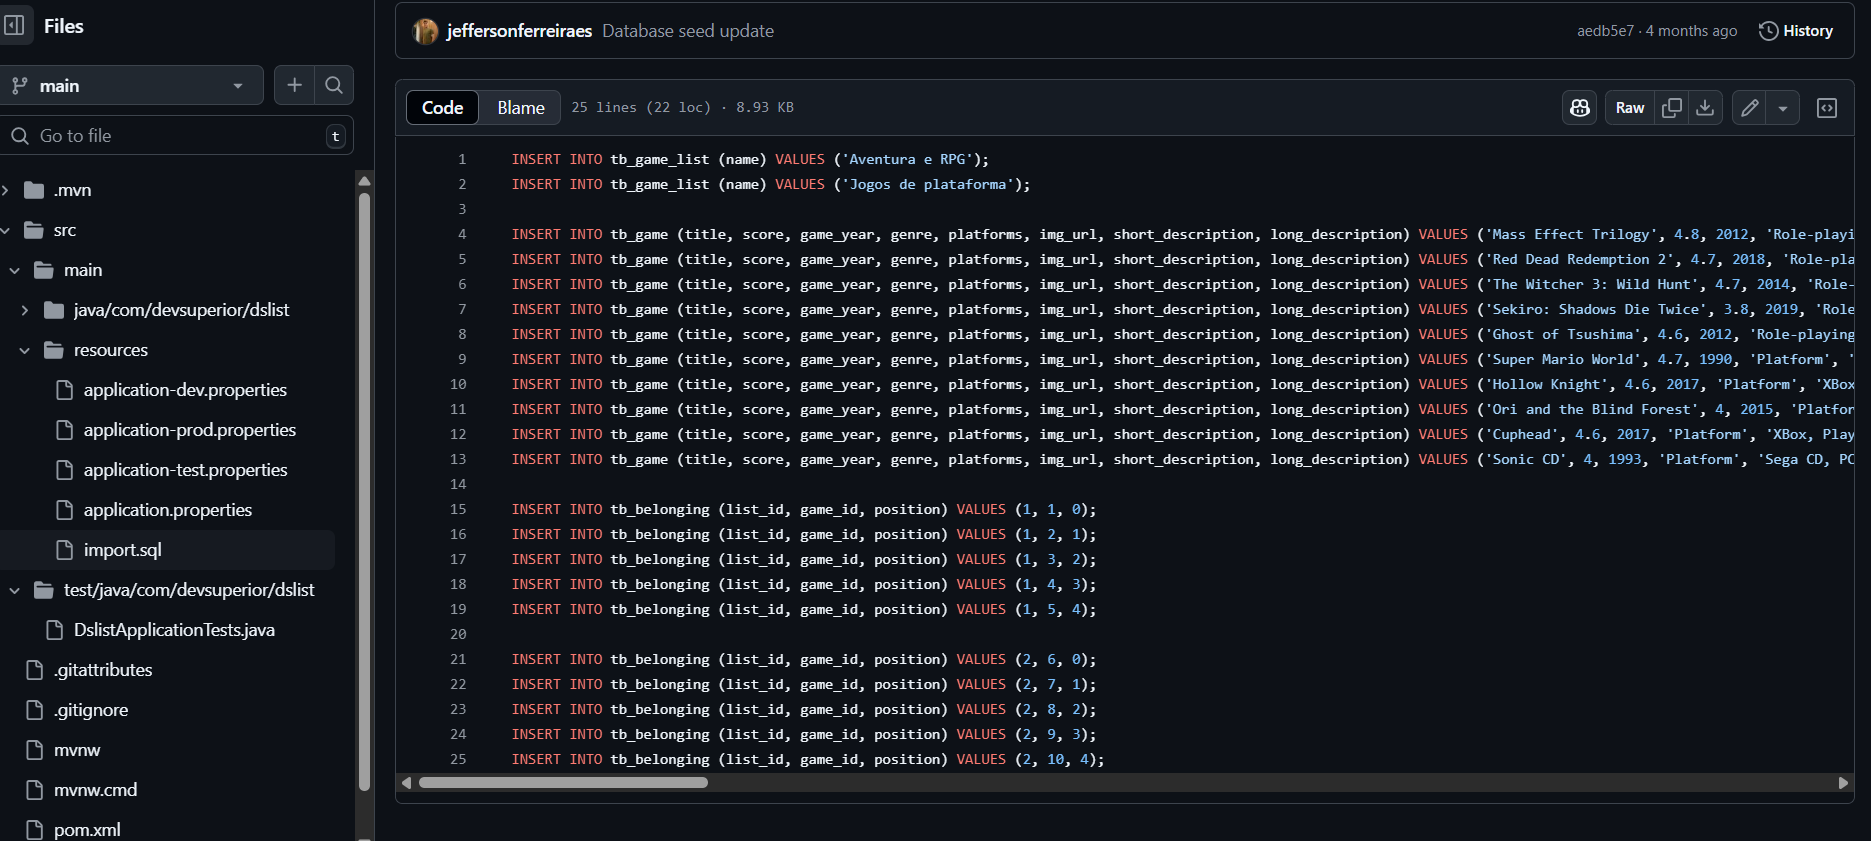 Files
main
Go to file
t
.mvn
src
main
java/com/devsuperior/dslist
resources
application-dev.properties
application-prod.properties
application-test.properties
application.properties
import.sql
test/java/com/devsuperior/dslist
DslistApplicationTests.java
.gitattributes
.gitignore
mvnw
mvnw.cmd
pom.xml
jeffersonferreiraes Database seed update aedb5e7 · 4 months ago History
Code Blame 25 lines (22 loc) · 8.93 KB Raw
1 INSERT INTO tb_game_list (name) VALUES ('Aventura e RPG');
2 INSERT INTO tb_game_list (name) VALUES ('Jogos de plataforma');
3
4 INSERT INTO tb_game (title, score, game_year, genre, platforms, img_url, short_description, long_description) VALUES ('Mass Effect Trilogy', 4.8, 2012, 'Role-playi
5 INSERT INTO tb_game (title, score, game_year, genre, platforms, img_url, short_description, long_description) VALUES ('Red Dead Redemption 2', 4.7, 2018, 'Role-pla
6 INSERT INTO tb_game (title, score, game_year, genre, platforms, img_url, short_description, long_description) VALUES ('The Witcher 3: Wild Hunt', 4.7, 2014, 'Role-
7 INSERT INTO tb_game (title, score, game_year, genre, platforms, img_url, short_description, long_description) VALUES ('Sekiro: Shadows Die Twice', 3.8, 2019, 'Role
8 INSERT INTO tb_game (title, score, game_year, genre, platforms, img_url, short_description, long_description) VALUES ('Ghost of Tsushima', 4.6, 2012, 'Role-playing
9 INSERT INTO tb_game (title, score, game_year, genre, platforms, img_url, short_description, long_description) VALUES ('Super Mario World', 4.7, 1990, 'Platform', '
10 INSERT INTO tb_game (title, score, game_year, genre, platforms, img_url, short_description, long_description) VALUES ('Hollow Knight', 4.6, 2017, 'Platform', 'XBox
11 INSERT INTO tb_game (title, score, game_year, genre, platforms, img_url, short_description, long_description) VALUES ('Ori and the Blind Forest', 4, 2015, 'Platfor
12 INSERT INTO tb_game (title, score, game_year, genre, platforms, img_url, short_description, long_description) VALUES ('Cuphead', 4.6, 2017, 'Platform', 'XBox, Play
13 INSERT INTO tb_game (title, score, game_year, genre, platforms, img_url, short_description, long_description) VALUES ('Sonic CD', 4, 1993, 'Platform', 'Sega CD, PC
14
15 INSERT INTO tb_belonging (list_id, game_id, position) VALUES (1, 1, 0);
16 INSERT INTO tb_belonging (list_id, game_id, position) VALUES (1, 2, 1);
17 INSERT INTO tb_belonging (list_id, game_id, position) VALUES (1, 3, 2);
18 INSERT INTO tb_belonging (list_id, game_id, position) VALUES (1, 4, 3);
19 INSERT INTO tb_belonging (list_id, game_id, position) VALUES (1, 5, 4);
20
21 INSERT INTO tb_belonging (list_id, game_id, position) VALUES (2, 6, 0);
22 INSERT INTO tb_belonging (list_id, game_id, position) VALUES (2, 7, 1);
23 INSERT INTO tb_belonging (list_id, game_id, position) VALUES (2, 8, 2);
24 INSERT INTO tb_belonging (list_id, game_id, position) VALUES (2, 9, 3);
25 INSERT INTO tb_belonging (list_id, game_id, position) VALUES (2, 10, 4);